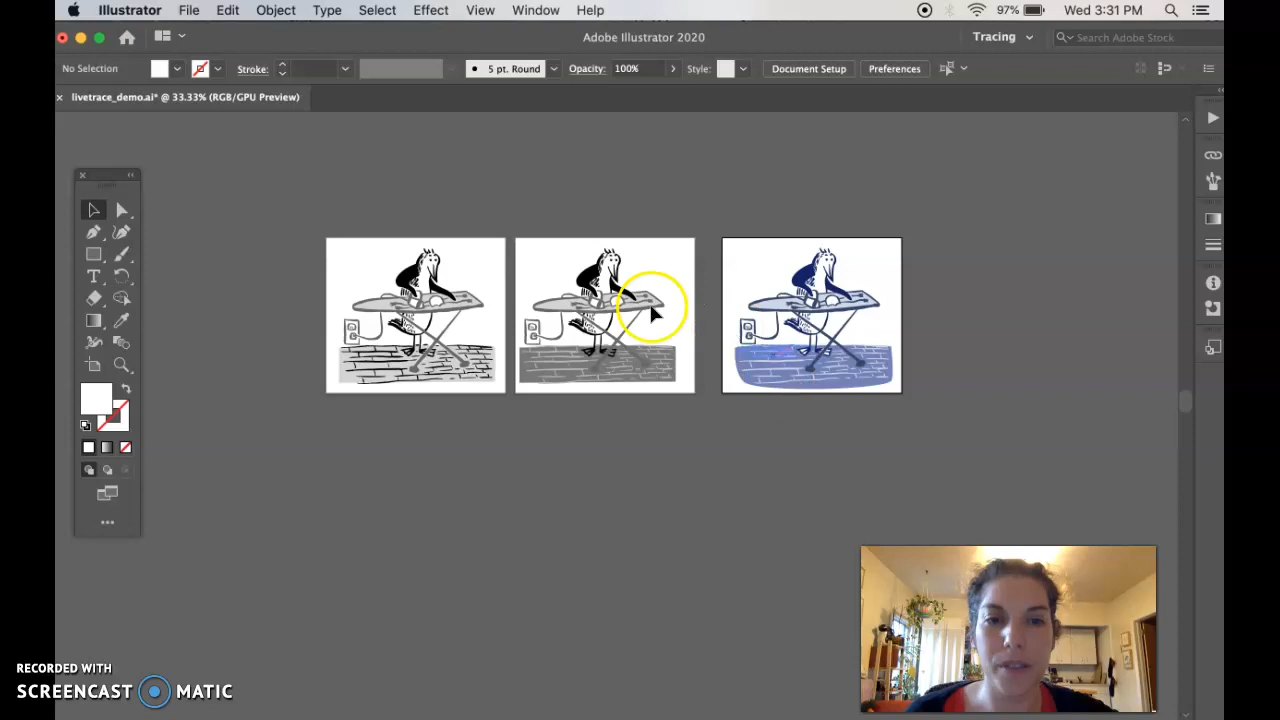 Illustrator File Edit Object Type Select Effect View Window Help 97% Wed 3:31 PM
Adobe Illustrator 2020 Tracing Search Adobe Stock
No Selection Stroke: 5 pt. Round Opacity: 100% Style: Document Setup Preferences
livetrace_demo.ai* @ 33.33% (RGB/GPU Preview)
RECORDED WITH
SCREENCAST MATIC